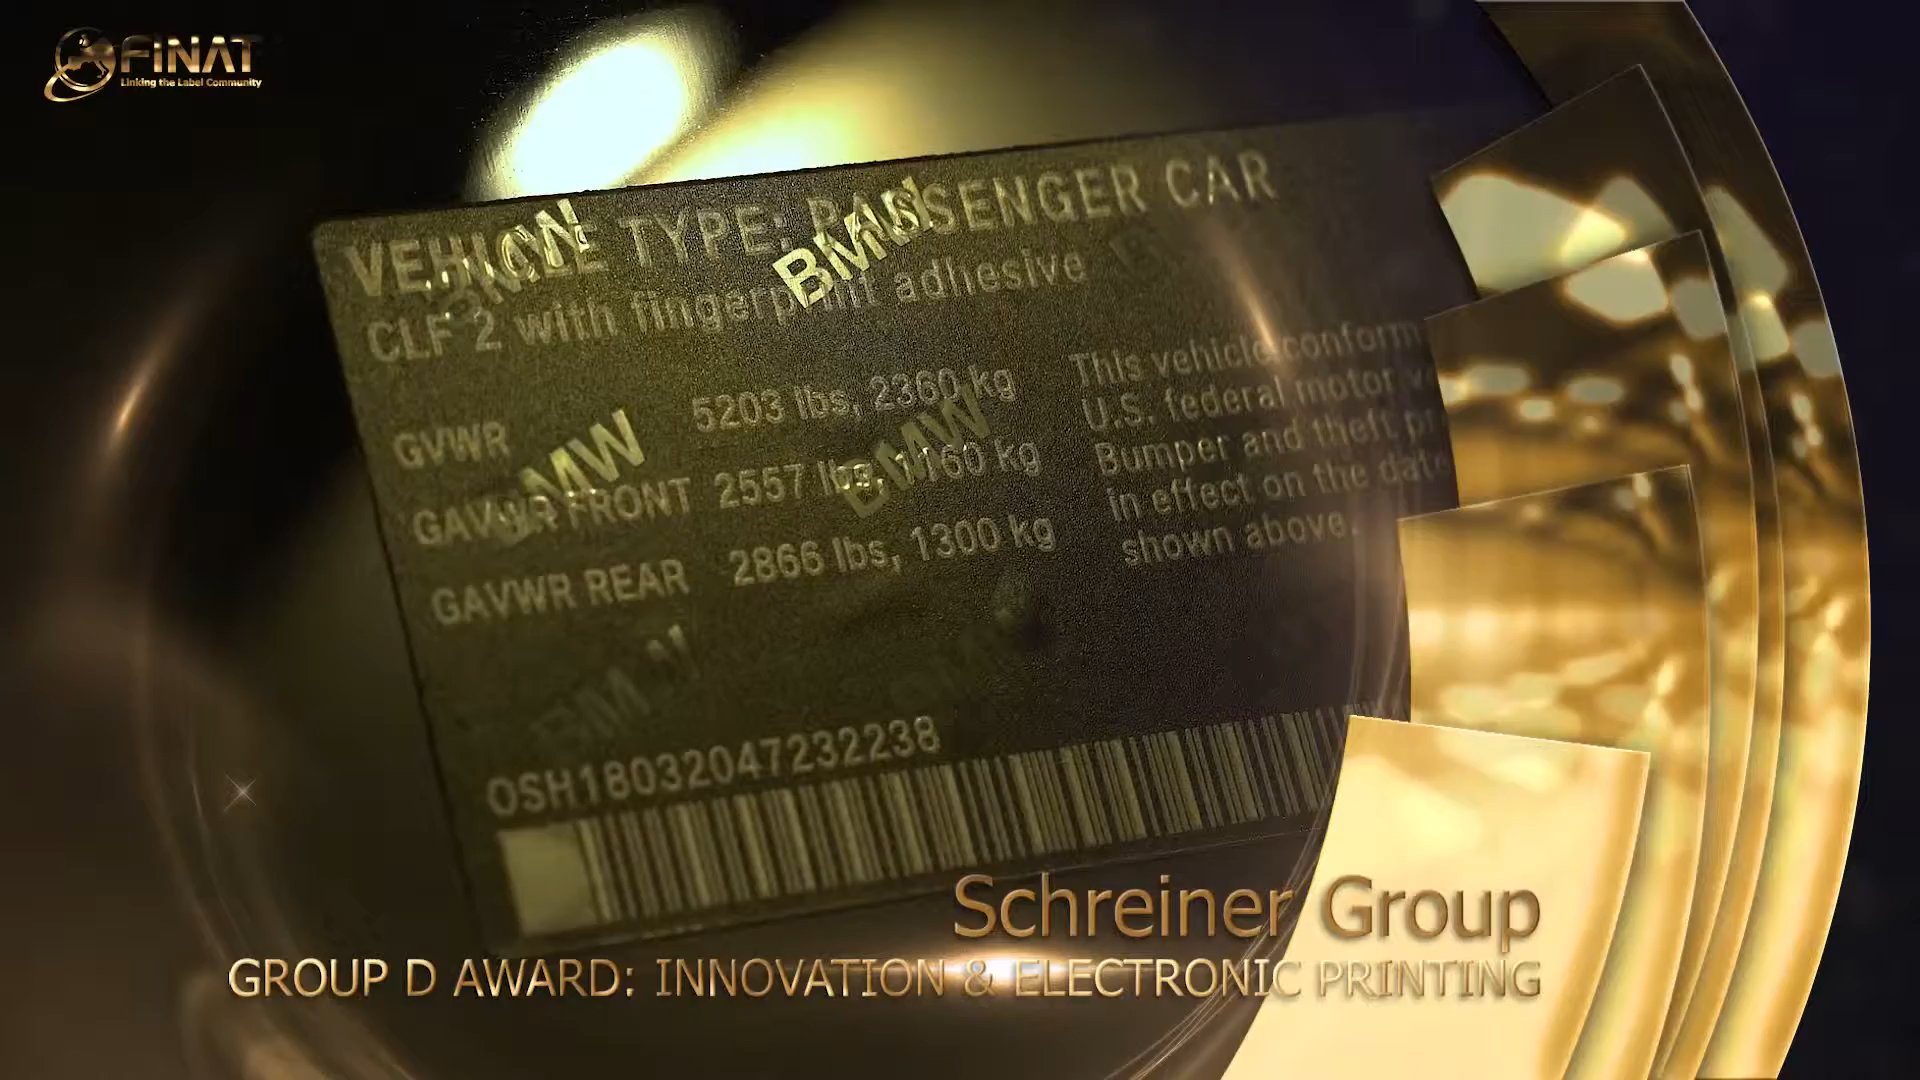 FINAT
Linking the Label Community
VEHICLE TYPE: PASSENGER CAR
CLF 2 with fingerprint adhesive
GVWR 5203 lbs, 2360 kg
GAVWR FRONT 2557 lbs, 1160 kg
GAVWR REAR 2866 lbs, 1300 kg
This vehicle conform
U.S. federal motor
Bumper and theft
in effect on the date
shown above.
BMW
BMW
BMW
BMW
BMW
OSH18032047232238
Schreiner Group
GROUP D AWARD: INNOVATION & ELECTRONIC PRINTING